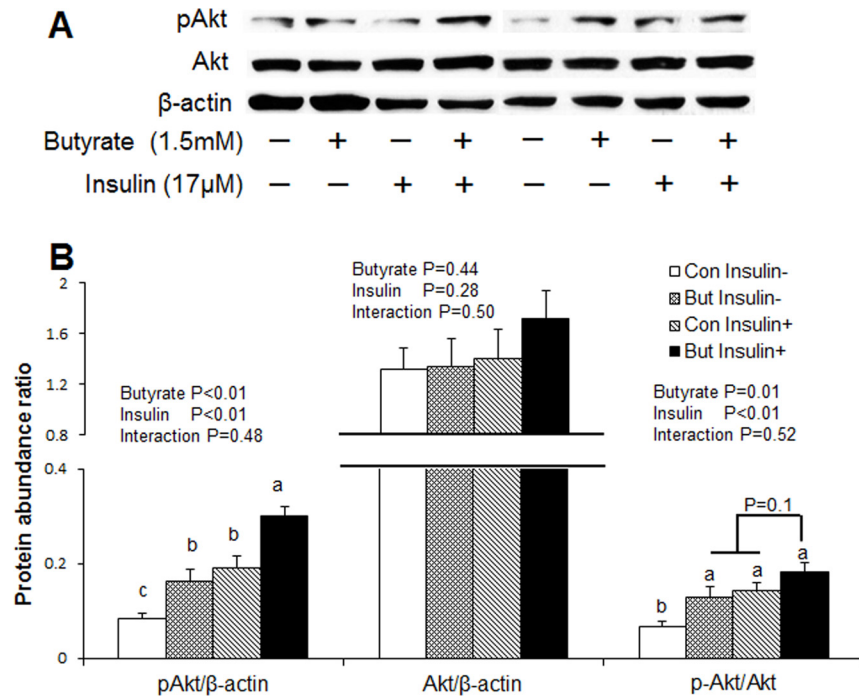 A
pAkt
Akt
β-actin
Butyrate (1.5mM) − + − + − + − +
Insulin (17µM) − − + + − − + +
B
Protein abundance ratio
2
1.6
1.2
0.8
0.4
0.2
0
Butyrate P<0.01
Insulin P<0.01
Interaction P=0.48
c
b
b
a
Butyrate P=0.44
Insulin P=0.28
Interaction P=0.50
Con Insulin-
But Insulin-
Con Insulin+
But Insulin+
Butyrate P=0.01
Insulin P<0.01
Interaction P=0.52
P=0.1
b
a
a
a
pAkt/β-actin
Akt/β-actin
p-Akt/Akt